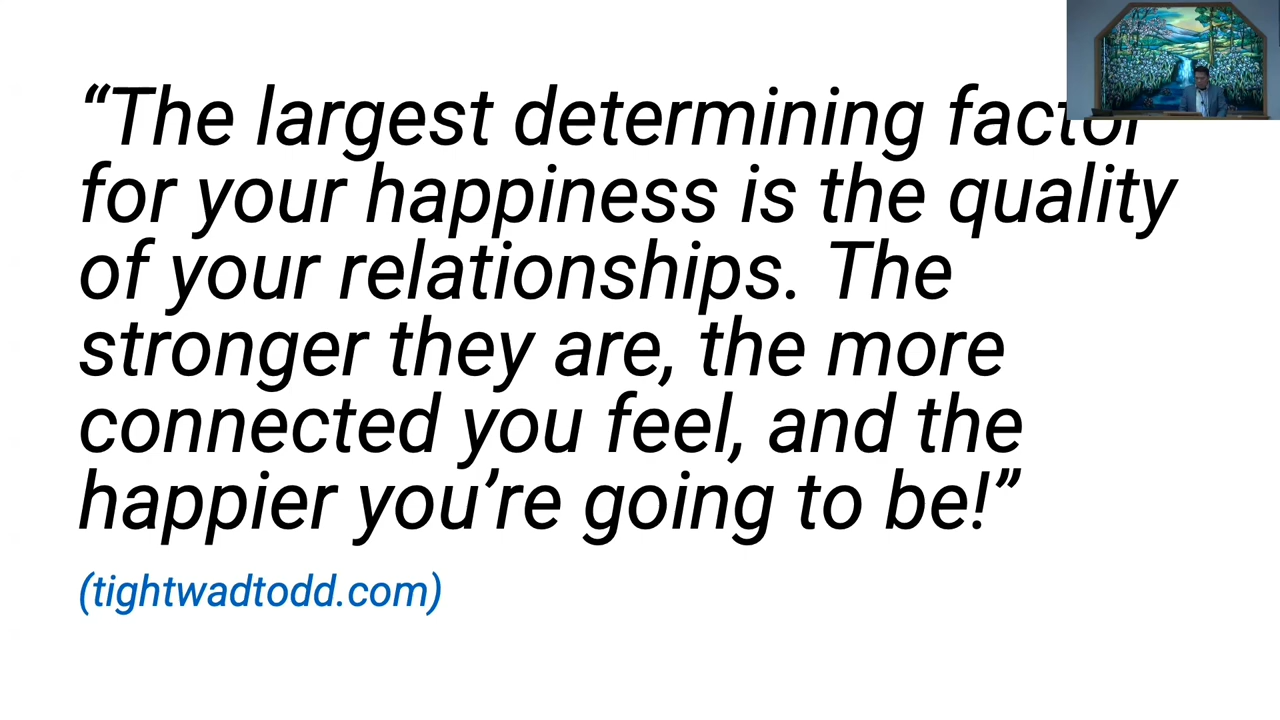 “The largest determining factor
for your happiness is the quality
of your relationships. The
stronger they are, the more
connected you feel, and the
happier you’re going to be!”
(tightwadtodd.com)